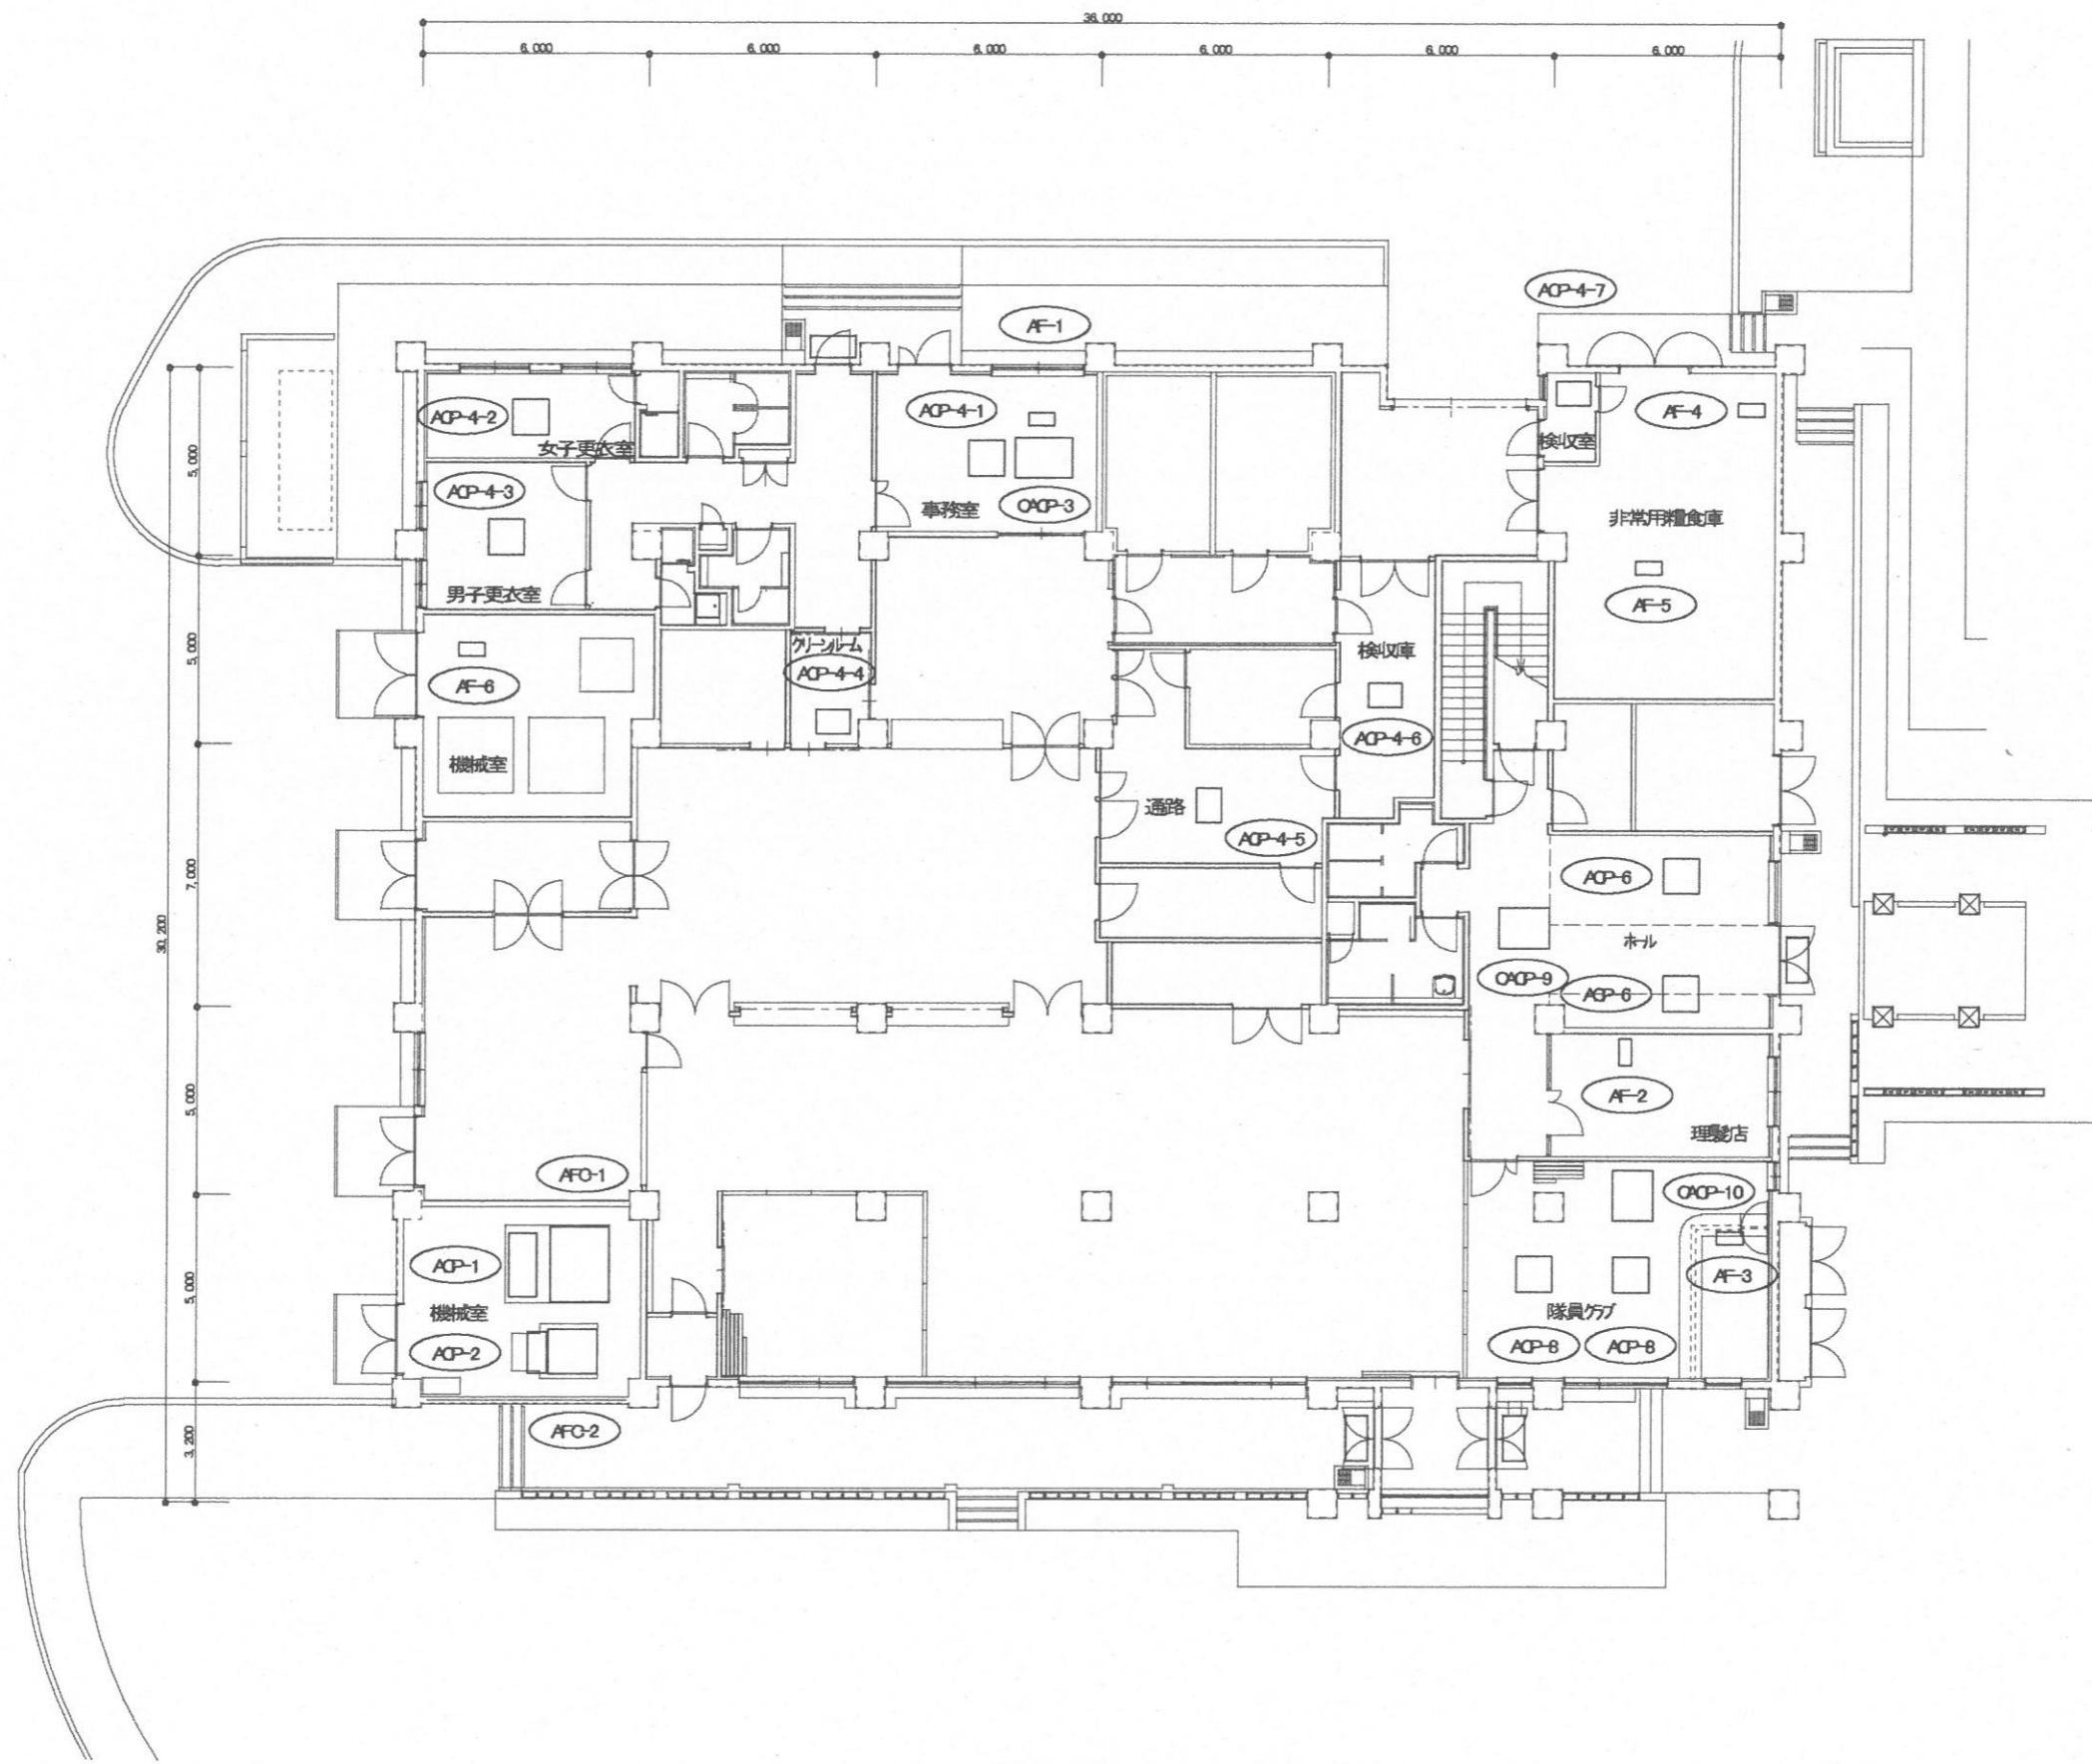 36,000
6,000
6,000
6,000
6,000
6,000
6,000
ACP-4-7
AF-1
ACP-4-2
女子更衣室
ACP-4-1
AF-4
検収室
5,000
ACP-4-3
事務室
OACP-3
非常用糧食庫
男子更衣室
AF-5
5,000
クリーンルーム
ACP-4-4
検収庫
AF-6
ACP-4-6
機械室
通路
ACP-4-5
7,000
ACP-6
30,200
ホール
OACP-9
ACP-6
5,000
AF-2
理髪店
AFO-1
OACP-10
ACP-1
AF-3
5,000
機械室
隊員クラブ
ACP-2
ACP-8
ACP-8
3,200
AFO-2